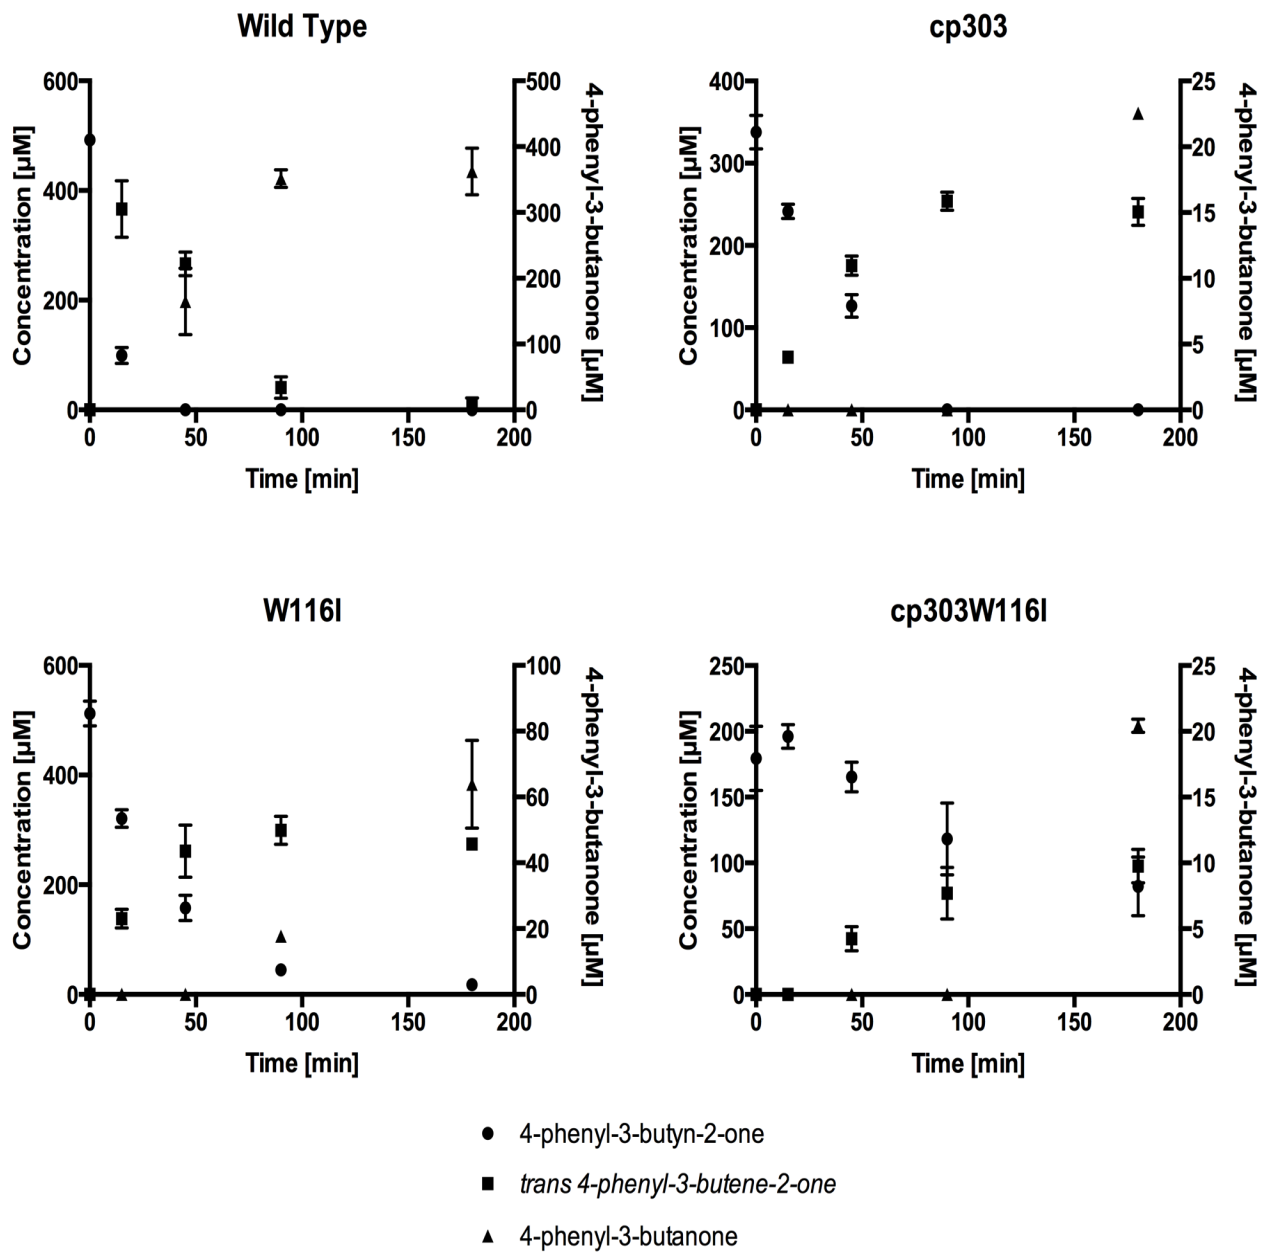 Wild Type
600
400
200
0
Concentration [µM]
500
400
300
200
100
0
4-phenyl-3-butanone [µM]
0 50 100 150 200
Time [min]
cp303
400
300
200
100
0
Concentration [µM]
25
20
15
10
5
0
4-phenyl-3-butanone [µM]
0 50 100 150 200
Time [min]
W116I
600
400
200
0
Concentration [µM]
100
80
60
40
20
0
4-phenyl-3-butanone [µM]
0 50 100 150 200
Time [min]
cp303W116I
250
200
150
100
50
0
Concentration [µM]
25
20
15
10
5
0
4-phenyl-3-butanone [µM]
0 50 100 150 200
Time [min]
4-phenyl-3-butyn-2-one
trans 4-phenyl-3-butene-2-one
4-phenyl-3-butanone